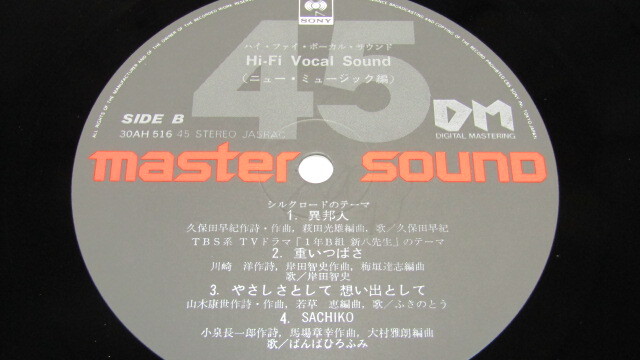 SONY
ハイ・ファイ・ボーカル・サウンド
Hi-Fi Vocal Sound
(ニュー・ミュージック編)
45
SIDE B
30AH 516 45 STEREO JASRAC
DM
DIGITAL MASTERING
master sound
シルクロードのテーマ
1. 異邦人
久保田早紀作詩・作曲, 萩田光雄編曲, 歌／久保田早紀
TBS系 TVドラマ「1年B組 新八先生」のテーマ
2. 重いつばさ
川崎 洋作詩, 岸田智史作曲, 梅垣達志編曲
歌／岸田智史
3. やさしさとして 想い出として
山木康世作詩・作曲, 若草 恵編曲, 歌／ふきのとう
4. SACHIKO
小泉長一郎作詩, 馬場章幸作曲, 大村雅朗編曲
歌／ばんばひろふみ